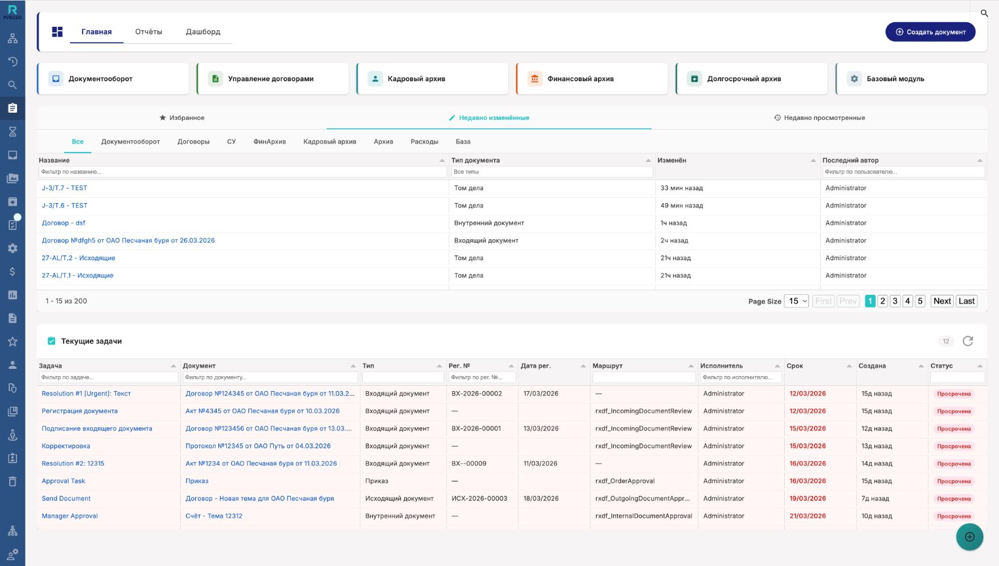 РУКСЕО
Главная Отчёты Дашборд Создать документ
Документооборот Управление договорами Кадровый архив Финансовый архив Долгосрочный архив Базовый модуль
Избранное Недавно изменённые Недавно просмотренные
Все Документооборот Договоры СУ ФинАрхив Кадровый архив Архив Расходы База
Название Тип документа Изменён Последний автор
Фильтр по названию... Все типы Фильтр по пользователю...
J-3/T.7 - TEST Том дела 33 мин назад Administrator
J-3/T.6 - TEST Том дела 49 мин назад Administrator
Договор - dsf Внутренний документ 1ч назад Administrator
Договор №dfgh5 от ОАО Песчаная буря от 26.03.2026 Входящий документ 2ч назад Administrator
27-AL/T.2 - Исходящие Том дела 21ч назад Administrator
27-AL/T.1 - Исходящие Том дела 21ч назад Administrator
1 - 15 из 200 Page Size 15 First Prev 1 2 3 4 5 Next Last
Текущие задачи 12
Задача Документ Тип Рег. № Дата рег. Маршрут Исполнитель Срок Создана Статус
Фильтр по задаче... Фильтр по документу... Фильтр по рег. №... Фильтр по исполнителю...
Resolution #1 [Urgent]: Текст Договор №124345 от ОАО Песчаная буря от 11.03.2... Входящий документ ВХ-2026-00002 17/03/2026 — Administrator 12/03/2026 15д назад Просрочена
Регистрация документа Акт №4345 от ОАО Песчаная буря от 10.03.2026 Входящий документ — rxdf_IncomingDocumentReview Administrator 12/03/2026 15д назад Просрочена
Подписание входящего документа Договор №123456 от ОАО Песчаная буря от 13.03.... Входящий документ ВХ-2026-00001 13/03/2026 rxdf_IncomingDocumentReview Administrator 15/03/2026 12д назад Просрочена
Корректировка Протокол №12345 от ОАО Путь от 04.03.2026 Входящий документ — rxdf_IncomingDocumentReview Administrator 15/03/2026 13д назад Просрочена
Resolution #2: 12315 Акт №1234 от ОАО Песчаная буря от 11.03.2026 Входящий документ ВХ--00009 11/03/2026 — Administrator 16/03/2026 14д назад Просрочена
Approval Task Приказ Приказ — rxdf_OrderApproval Administrator 16/03/2026 15д назад Просрочена
Send Document Договор - Новая тема для ОАО Песчаная буря Исходящий документ ИСХ-2026-00003 18/03/2026 rxdf_OutgoingDocumentAppr... Administrator 19/03/2026 7д назад Просрочена
Manager Approval Счёт - Тема 12312 Внутренний документ — rxdf_InternalDocumentApproval Administrator 21/03/2026 10д назад Просрочена